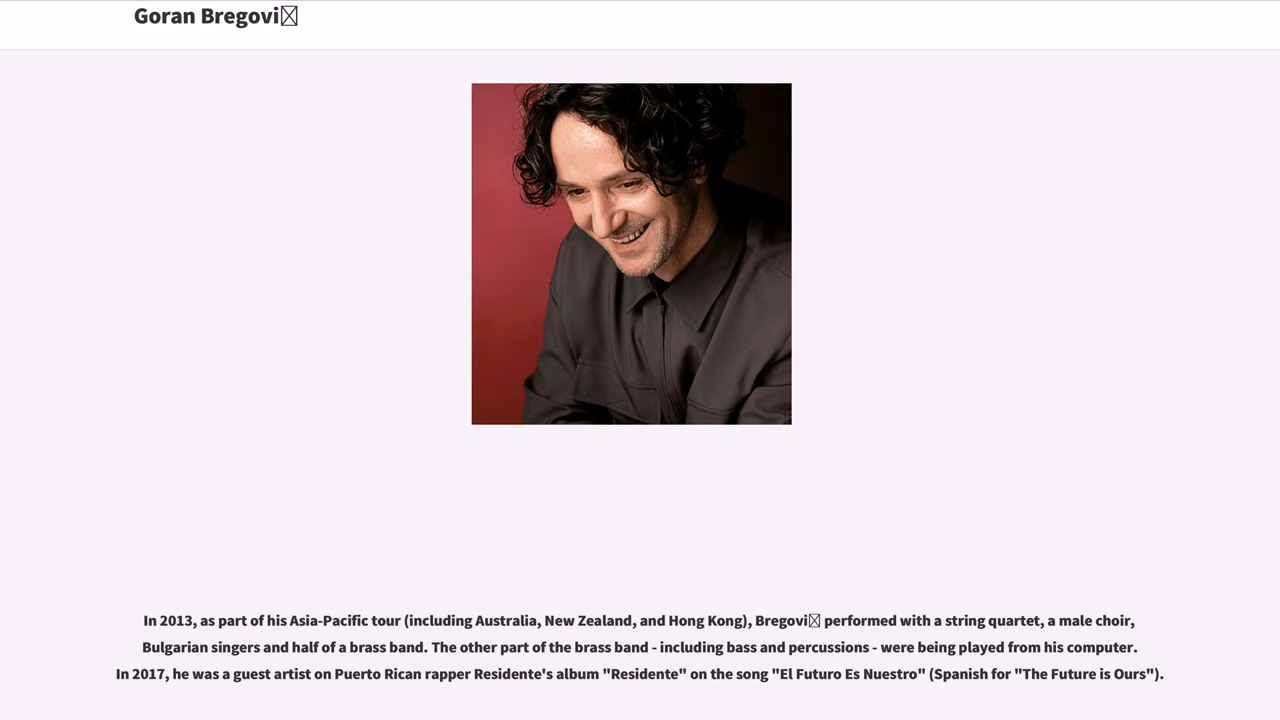 Goran Bregovi
In 2013, as part of his Asia-Pacific tour (including Australia, New Zealand, and Hong Kong), Bregovi performed with a string quartet, a male choir,
Bulgarian singers and half of a brass band. The other part of the brass band - including bass and percussions - were being played from his computer.
In 2017, he was a guest artist on Puerto Rican rapper Residente's album "Residente" on the song "El Futuro Es Nuestro" (Spanish for "The Future is Ours").